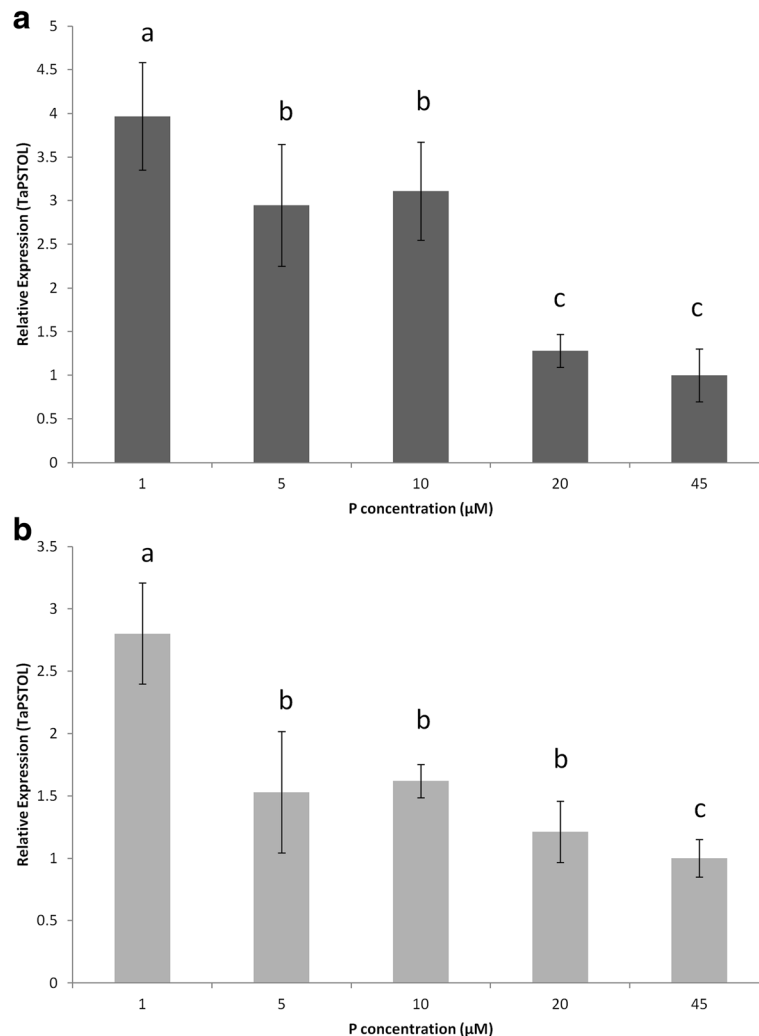 a
Relative Expression (TaPSTOL)
5
4.5
4
3.5
3
2.5
2
1.5
1
0.5
0
a
b
b
c
c
1 5 10 20 45
P concentration (µM)
b
Relative Expression (TaPSTOL)
3.5
3
2.5
2
1.5
1
0.5
0
a
b
b
b
c
1 5 10 20 45
P concentration (µM)